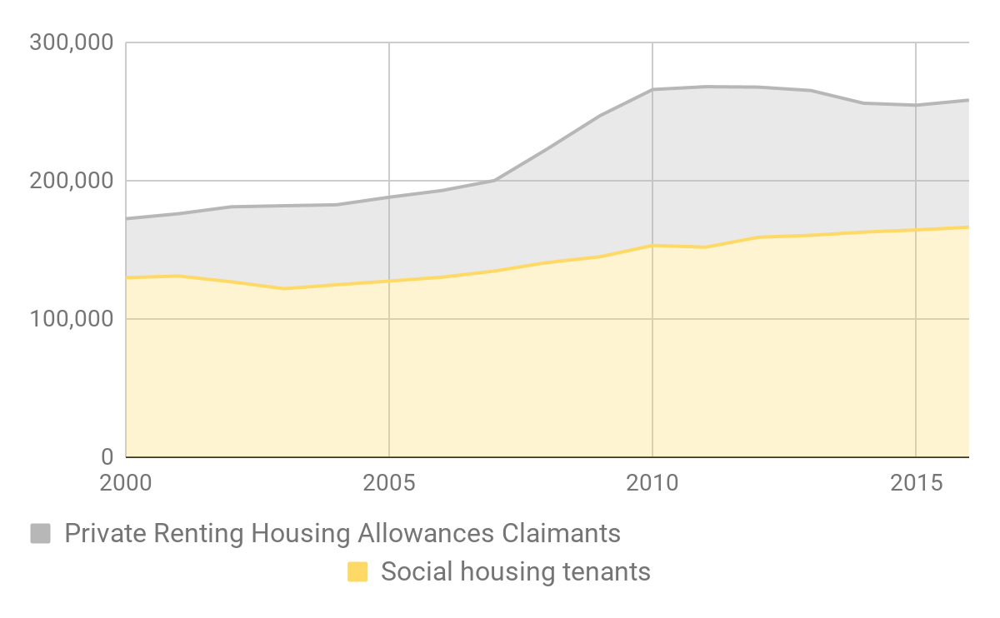 300,000
200,000
100,000
0
2000 2005 2010 2015
Private Renting Housing Allowances Claimants
Social housing tenants